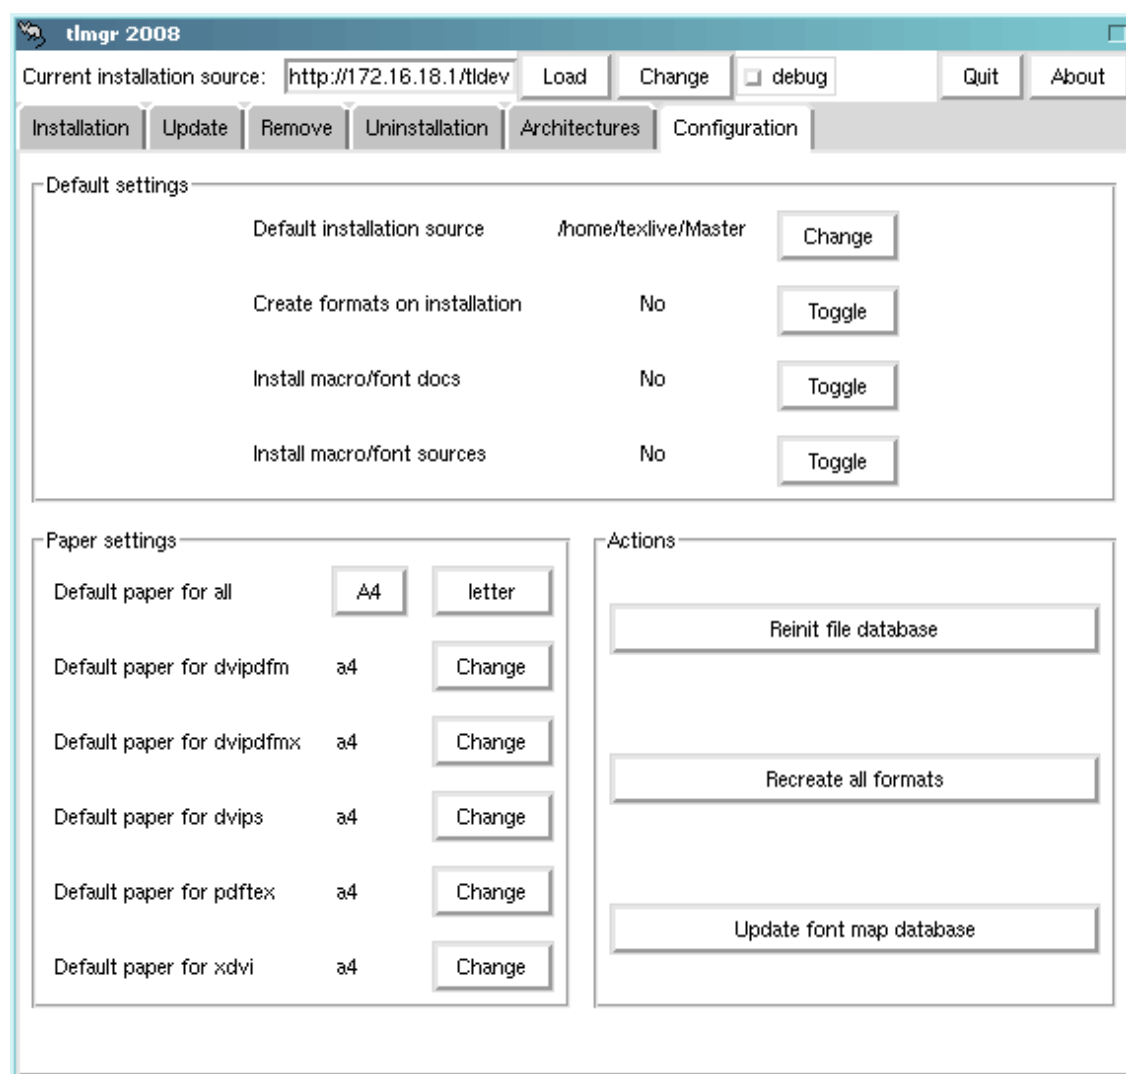 tlmgr 2008
Current installation source: http://172.16.18.1/tldev Load Change debug Quit About
Installation Update Remove Uninstallation Architectures Configuration
Default settings
Default installation source /home/texlive/Master Change
Create formats on installation No Toggle
Install macro/font docs No Toggle
Install macro/font sources No Toggle
Paper settings
Default paper for all A4 letter
Default paper for dvipdfm a4 Change
Default paper for dvipdfmx a4 Change
Default paper for dvips a4 Change
Default paper for pdftex a4 Change
Default paper for xdvi a4 Change
Actions
Reinit file database
Recreate all formats
Update font map database